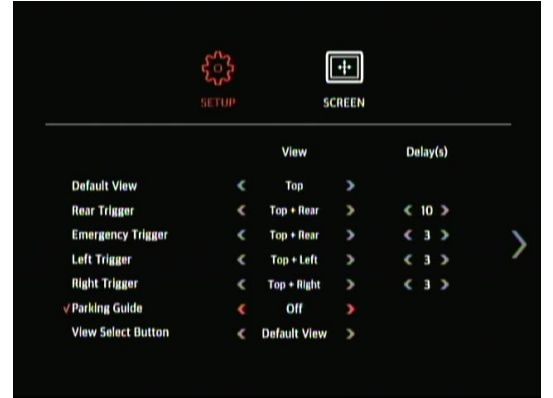 SETUP SCREEN
View Delay(s)
Default View < Top >
Rear Trigger < Top + Rear > < 10 >
Emergency Trigger < Top + Rear > < 3 >
Left Trigger < Top + Left > < 3 >
Right Trigger < Top + Right > < 3 >
√ Parking Guide < Off >
View Select Button < Default View >